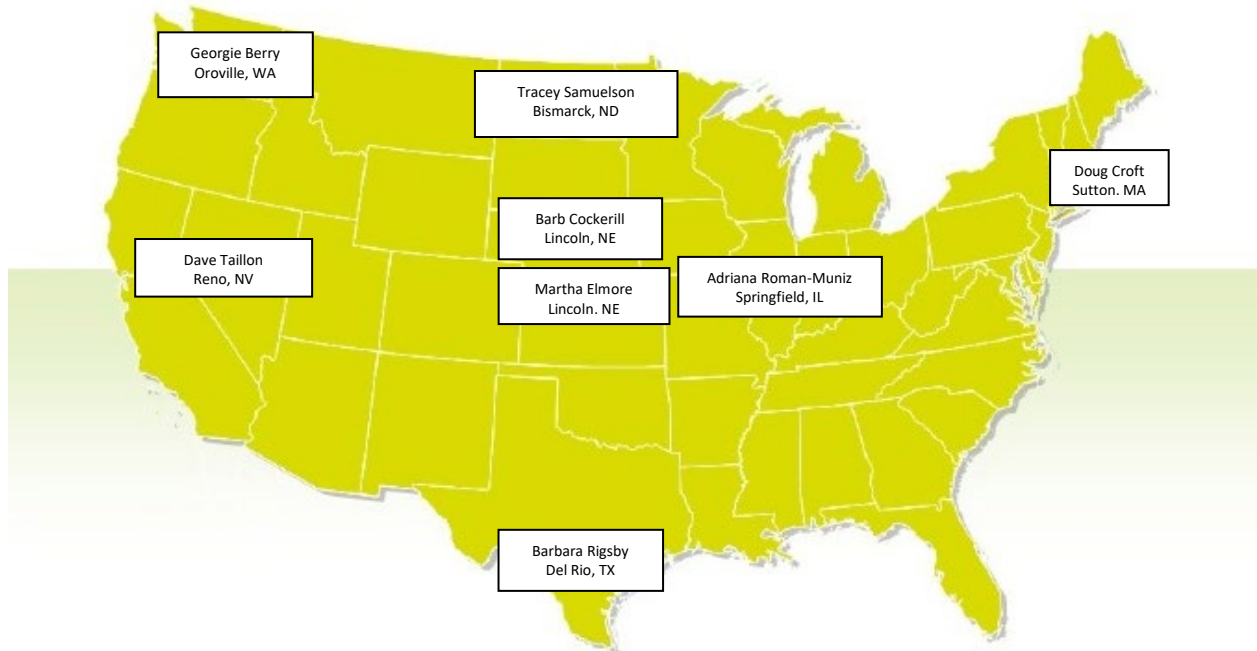 Georgie Berry
Oroville, WA
Tracey Samuelson
Bismarck, ND
Doug Croft
Sutton. MA
Barb Cockerill
Lincoln, NE
Dave Taillon
Reno, NV
Martha Elmore
Lincoln. NE
Adriana Roman-Muniz
Springfield, IL
Barbara Rigsby
Del Rio, TX